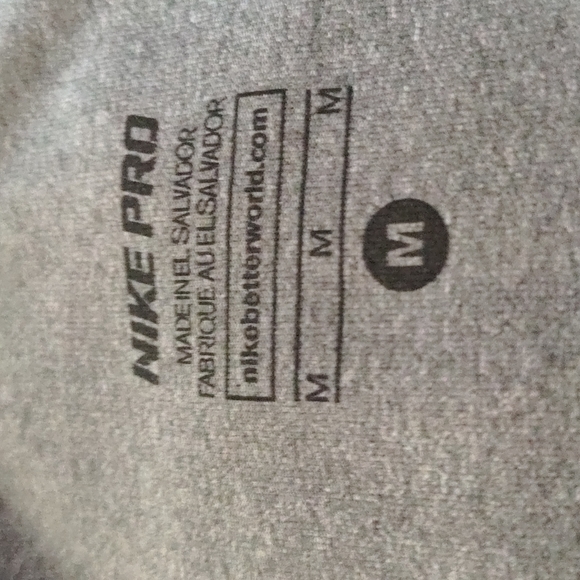 NIKE PRO
MADE IN EL SALVADOR
FABRIQUE AU EL SALVADOR
nikebetterworld.com
M M M
M